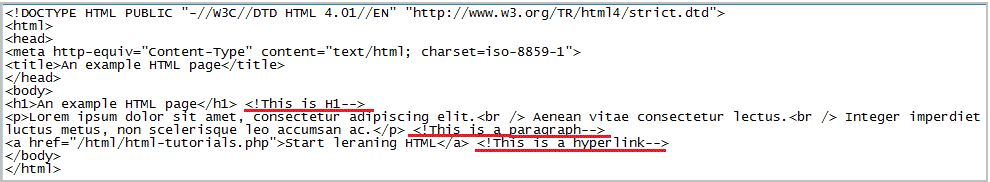 <!DOCTYPE HTML PUBLIC "-//W3C//DTD HTML 4.01//EN" "http://www.w3.org/TR/html4/strict.dtd">
<html>
<head>
<meta http-equiv="Content-Type" content="text/html; charset=iso-8859-1">
<title>An example HTML page</title>
</head>
<body>
<h1>An example HTML page</h1> <!This is H1-->
<p>Lorem ipsum dolor sit amet, consectetur adipiscing elit.<br /> Aenean vitae consectetur lectus.<br /> Integer imperdiet
luctus metus, non scelerisque leo accumsan ac.</p> <!This is a paragraph-->
<a href="/html/html-tutorials.php">Start leraning HTML</a> <!This is a hyperlink-->
</body>
</html>